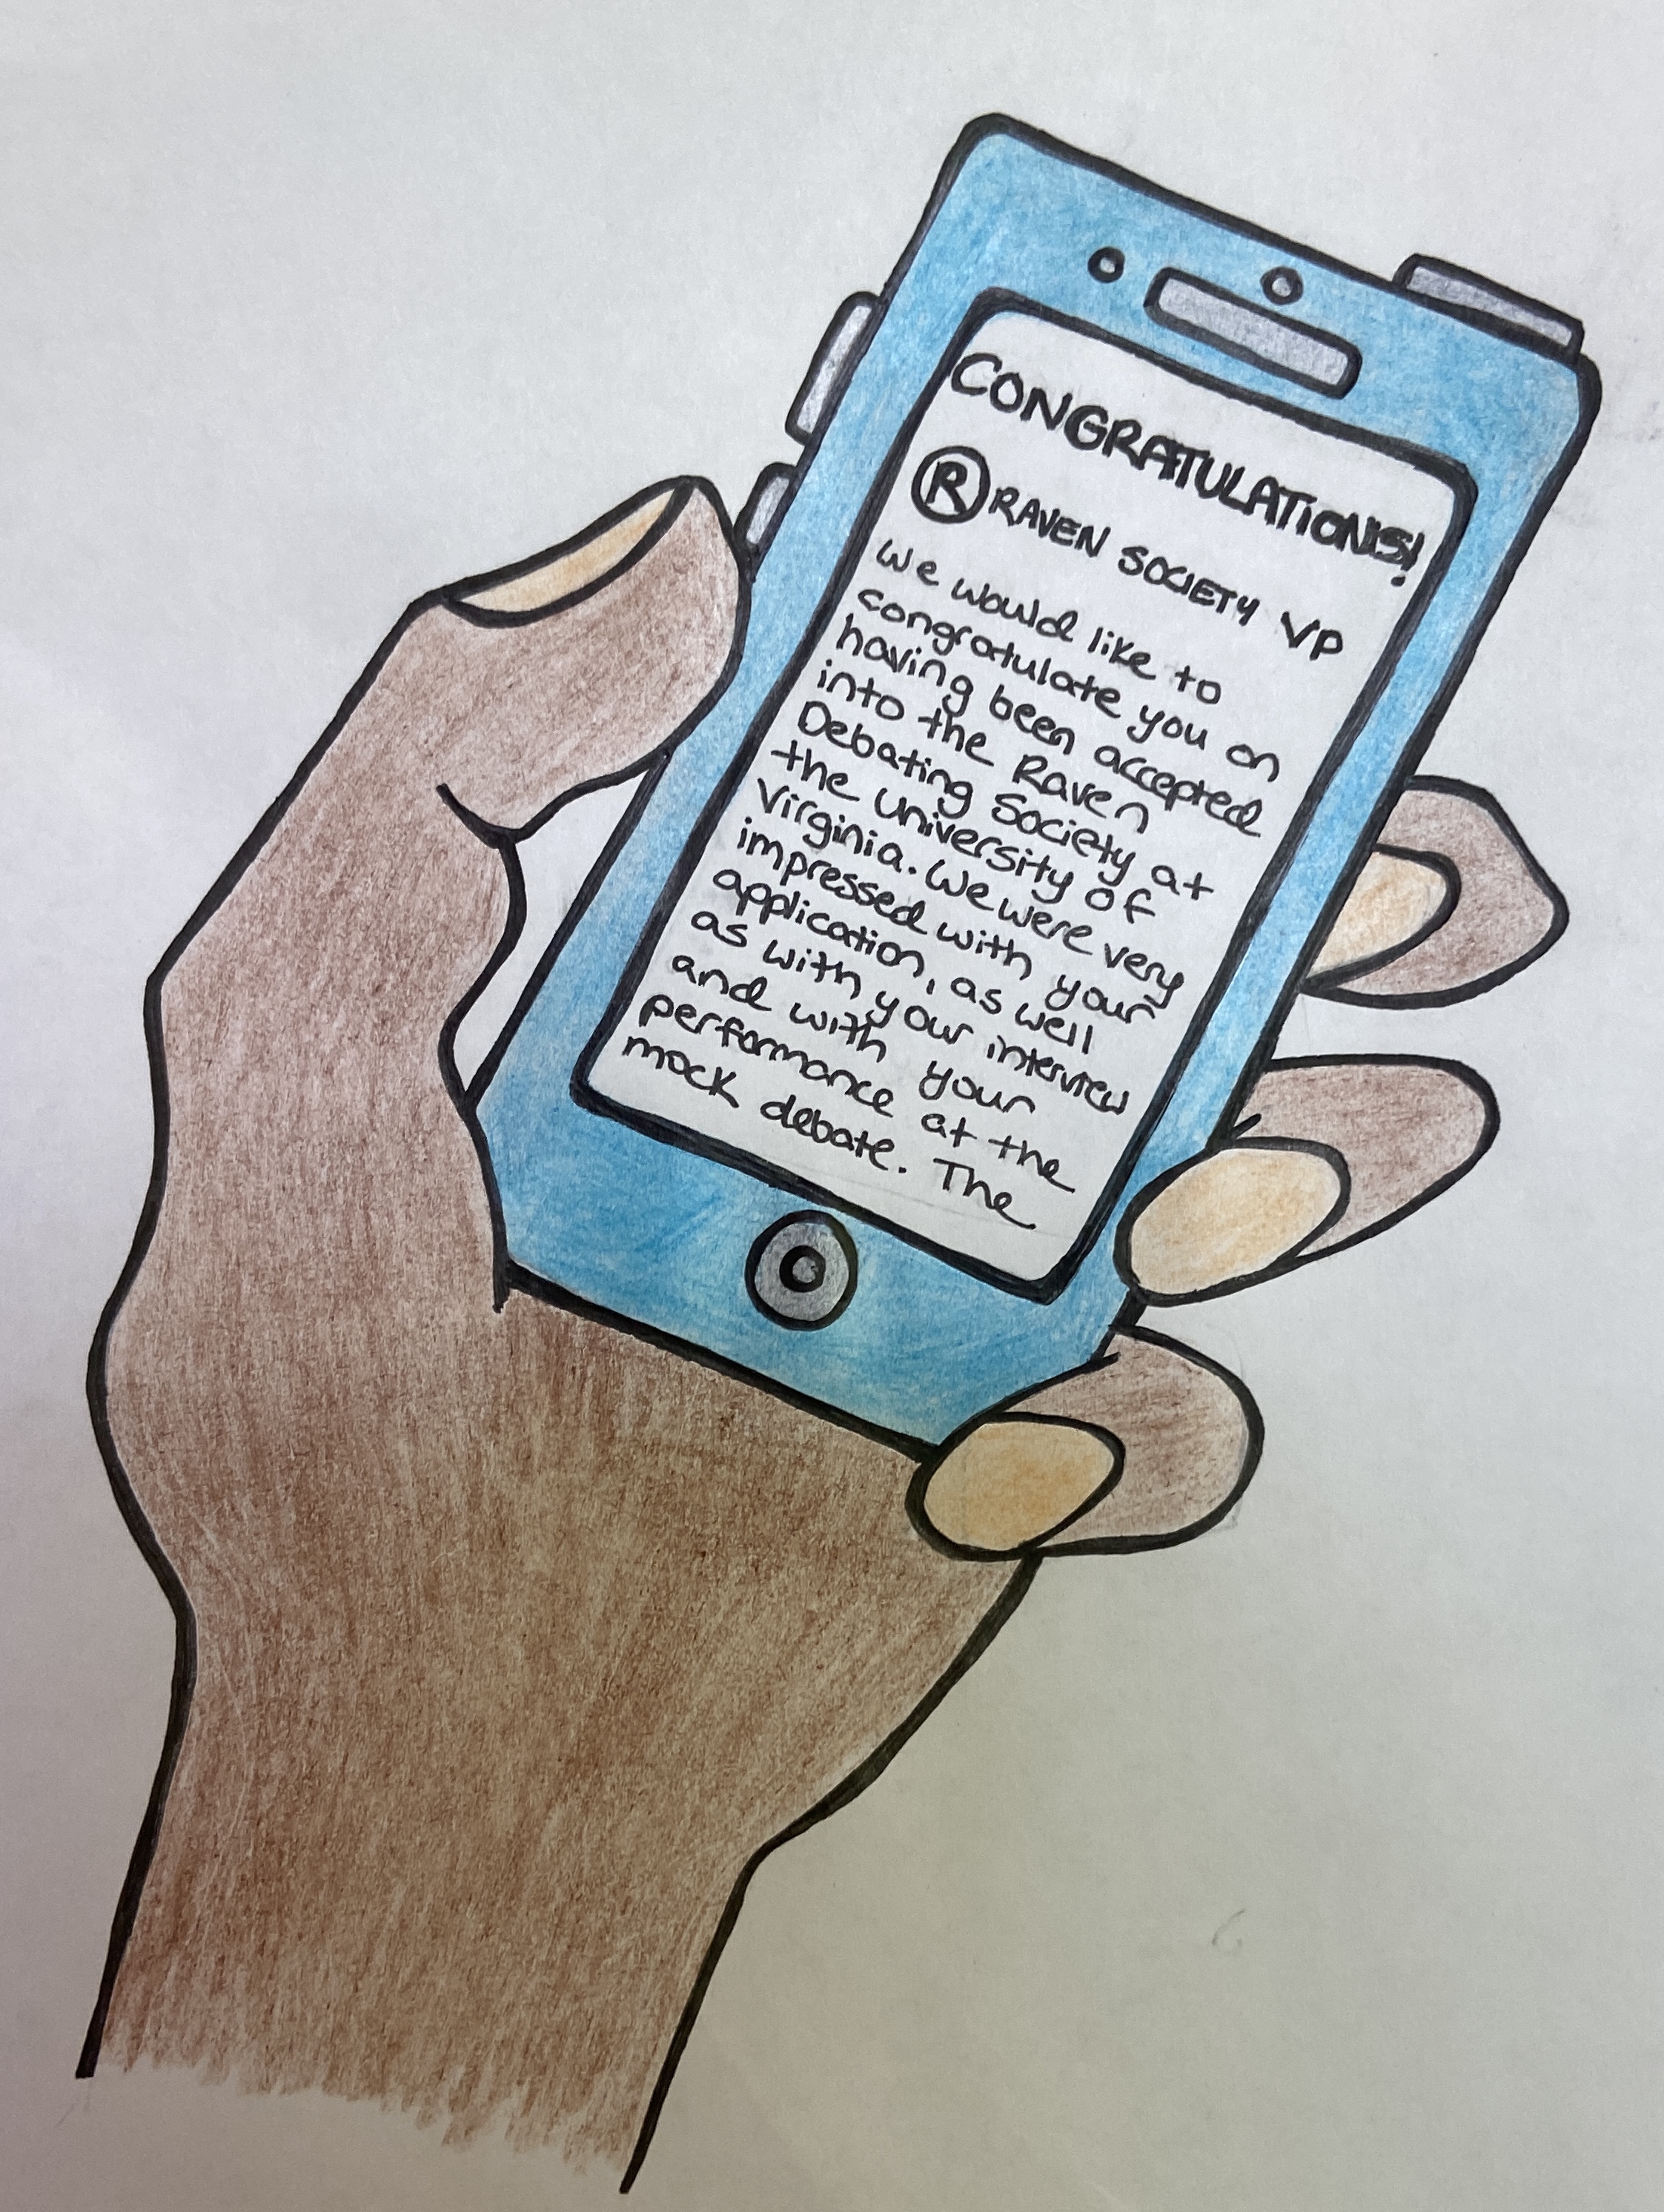 CONGRATULATIONS!
R RAVEN SOCIETY VP
We would like to
congratulate you on
having been accepted
into the Raven
Debating Society at
the University of
Virginia. We were very
impressed with your
application, as well
as with your interview
and with your
performance at the
mock debate. The